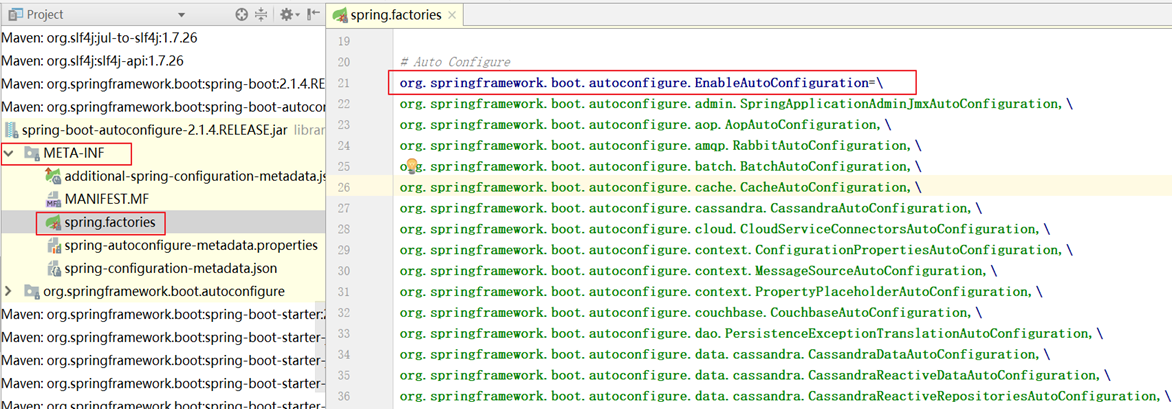 Project
Maven: org.slf4j:jul-to-slf4j:1.7.26
Maven: org.slf4j:slf4j-api:1.7.26
Maven: org.springframework.boot:spring-boot:2.1.4.RE
Maven: org.springframework.boot:spring-boot-autoco
spring-boot-autoconfigure-2.1.4.RELEASE.jar librar
META-INF
additional-spring-configuration-metadata.js
MANIFEST.MF
spring.factories
spring-autoconfigure-metadata.properties
spring-configuration-metadata.json
org.springframework.boot.autoconfigure
Maven: org.springframework.boot:spring-boot-starter:2
Maven: org.springframework.boot:spring-boot-starter-
Maven: org.springframework.boot:spring-boot-starter-
Maven: org.springframework.boot:spring-boot-starter-
Maven: org.springframework.boot:spring-boot-starter-
spring.factories
19
20 # Auto Configure
21 org.springframework.boot.autoconfigure.EnableAutoConfiguration=\
22 org.springframework.boot.autoconfigure.admin.SpringApplicationAdminJmxAutoConfiguration,\
23 org.springframework.boot.autoconfigure.aop.AopAutoConfiguration,\
24 org.springframework.boot.autoconfigure.amqp.RabbitAutoConfiguration,\
25 org.springframework.boot.autoconfigure.batch.BatchAutoConfiguration,\
26 org.springframework.boot.autoconfigure.cache.CacheAutoConfiguration,\
27 org.springframework.boot.autoconfigure.cassandra.CassandraAutoConfiguration,\
28 org.springframework.boot.autoconfigure.cloud.CloudServiceConnectorsAutoConfiguration,\
29 org.springframework.boot.autoconfigure.context.ConfigurationPropertiesAutoConfiguration,\
30 org.springframework.boot.autoconfigure.context.MessageSourceAutoConfiguration,\
31 org.springframework.boot.autoconfigure.context.PropertyPlaceholderAutoConfiguration,\
32 org.springframework.boot.autoconfigure.couchbase.CouchbaseAutoConfiguration,\
33 org.springframework.boot.autoconfigure.dao.PersistenceExceptionTranslationAutoConfiguration,\
34 org.springframework.boot.autoconfigure.data.cassandra.CassandraDataAutoConfiguration,\
35 org.springframework.boot.autoconfigure.data.cassandra.CassandraReactiveDataAutoConfiguration,\
36 org.springframework.boot.autoconfigure.data.cassandra.CassandraReactiveRepositoriesAutoConfiguration,\